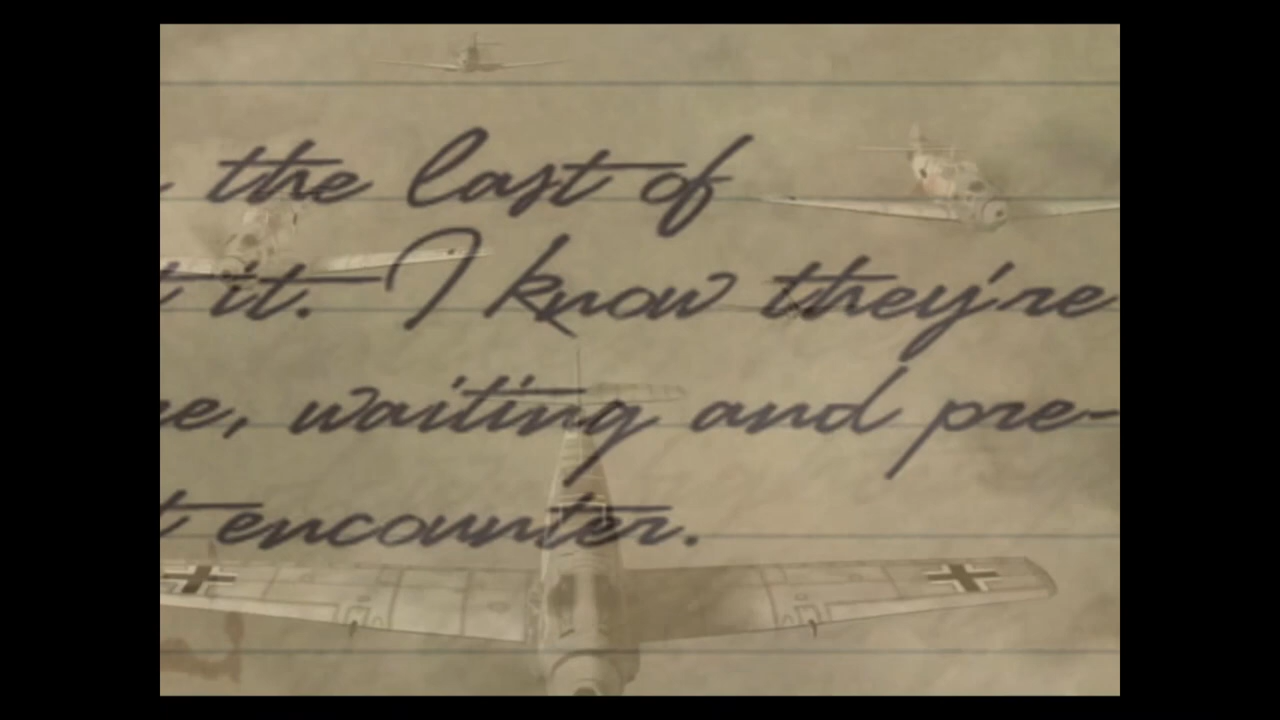 the last of
it. I know they're
, waiting and pre-
encounter.